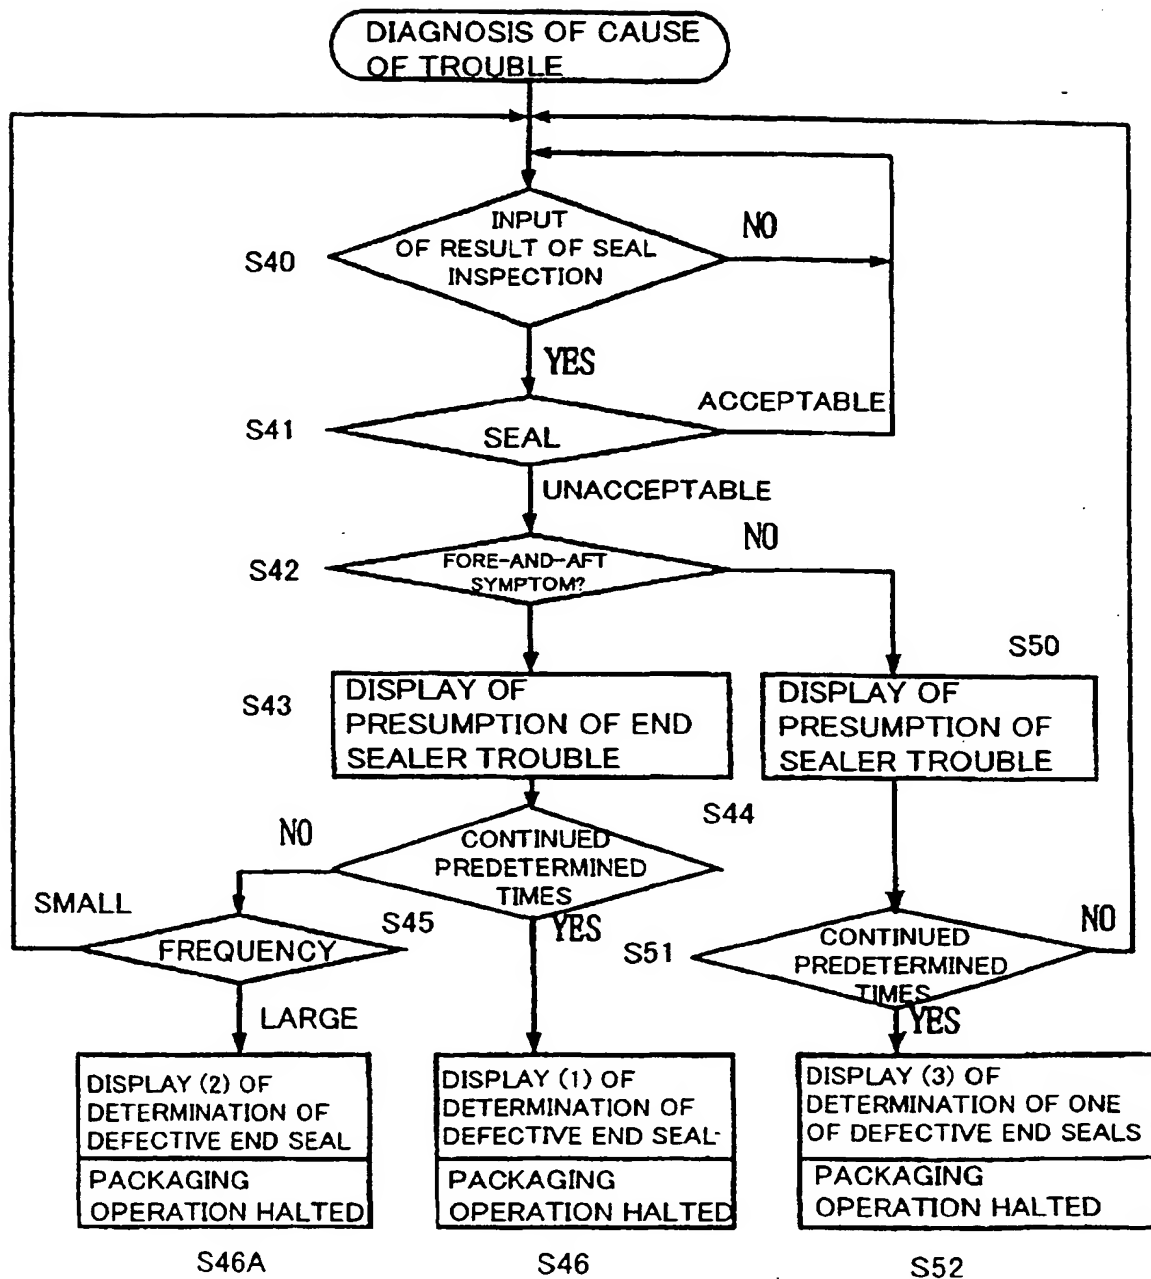 DIAGNOSIS OF CAUSE
OF TROUBLE
INPUT
OF RESULT OF SEAL
INSPECTION
NO
S40
YES
ACCEPTABLE
S41
SEAL
UNACCEPTABLE
NO
S42
FORE-AND-AFT
SYMPTOM?
S50
S43
DISPLAY OF
PRESUMPTION OF END
SEALER TROUBLE
DISPLAY OF
PRESUMPTION OF
SEALER TROUBLE
S44
NO
CONTINUED
PREDETERMINED
TIMES
YES
SMALL
S45
FREQUENCY
LARGE
S51
CONTINUED
PREDETERMINED
TIMES
NO
YES
DISPLAY (2) OF
DETERMINATION OF
DEFECTIVE END SEAL
PACKAGING
OPERATION HALTED
S46A
DISPLAY (1) OF
DETERMINATION OF
DEFECTIVE END SEAL
PACKAGING
OPERATION HALTED
S46
DISPLAY (3) OF
DETERMINATION OF ONE
OF DEFECTIVE END SEALS
PACKAGING
OPERATION HALTED
S52